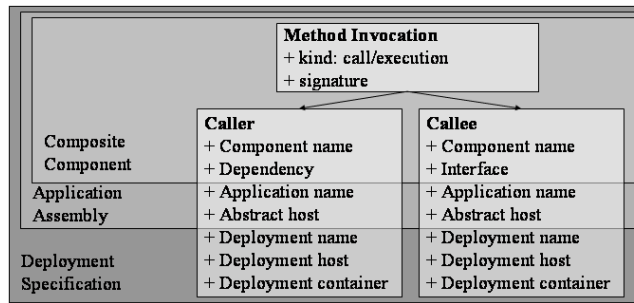 Method Invocation
+ kind: call/execution
+ signature
Caller
+ Component name
+ Dependency
+ Application name
+ Abstract host
+ Deployment name
+ Deployment host
+ Deployment container
Callee
+ Component name
+ Interface
+ Application name
+ Abstract host
+ Deployment name
+ Deployment host
+ Deployment container
Composite
Component
Application
Assembly
Deployment
Specification